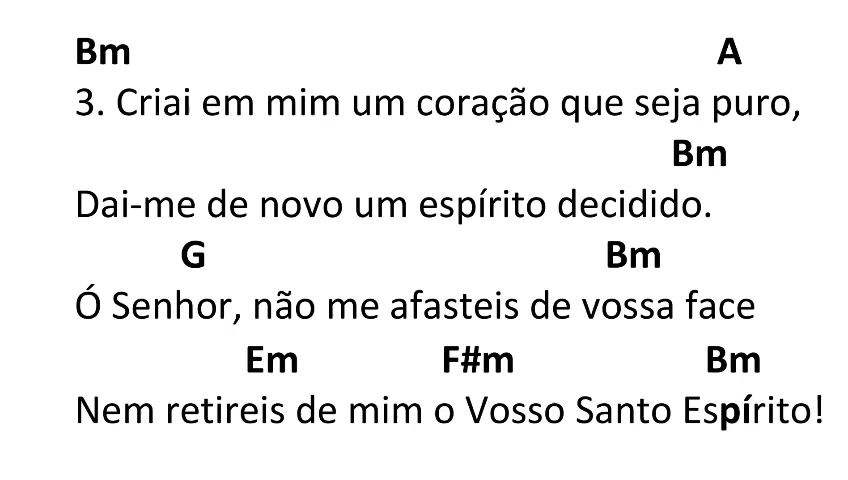 Bm A
3. Criai em mim um coração que seja puro,
Bm
Dai-me de novo um espírito decidido.
G Bm
Ó Senhor, não me afasteis de vossa face
Em F#m Bm
Nem retireis de mim o Vosso Santo Espírito!